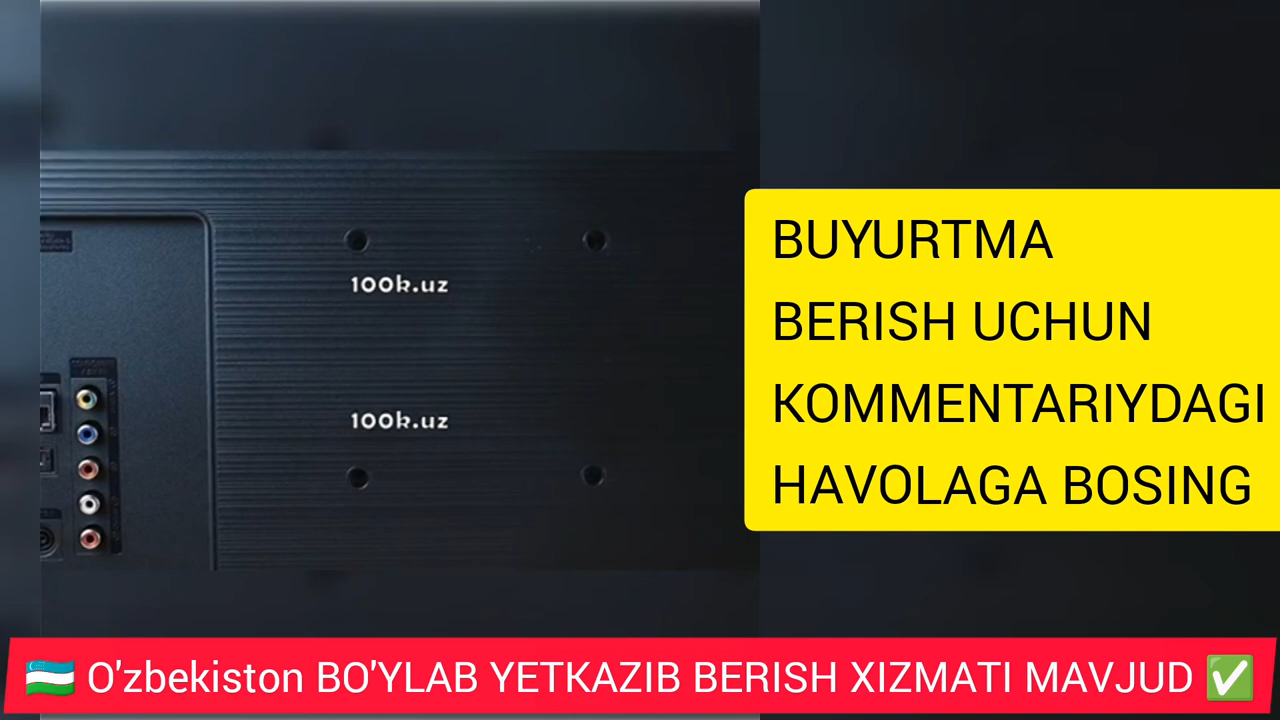 100k.uz
100k.uz
BUYURTMA
BERISH UCHUN
KOMMENTARIYDAGI
HAVOLAGA BOSING
🇺🇿 O'zbekiston BO'YLAB YETKAZIB BERISH XIZMATI MAVJUD ✅